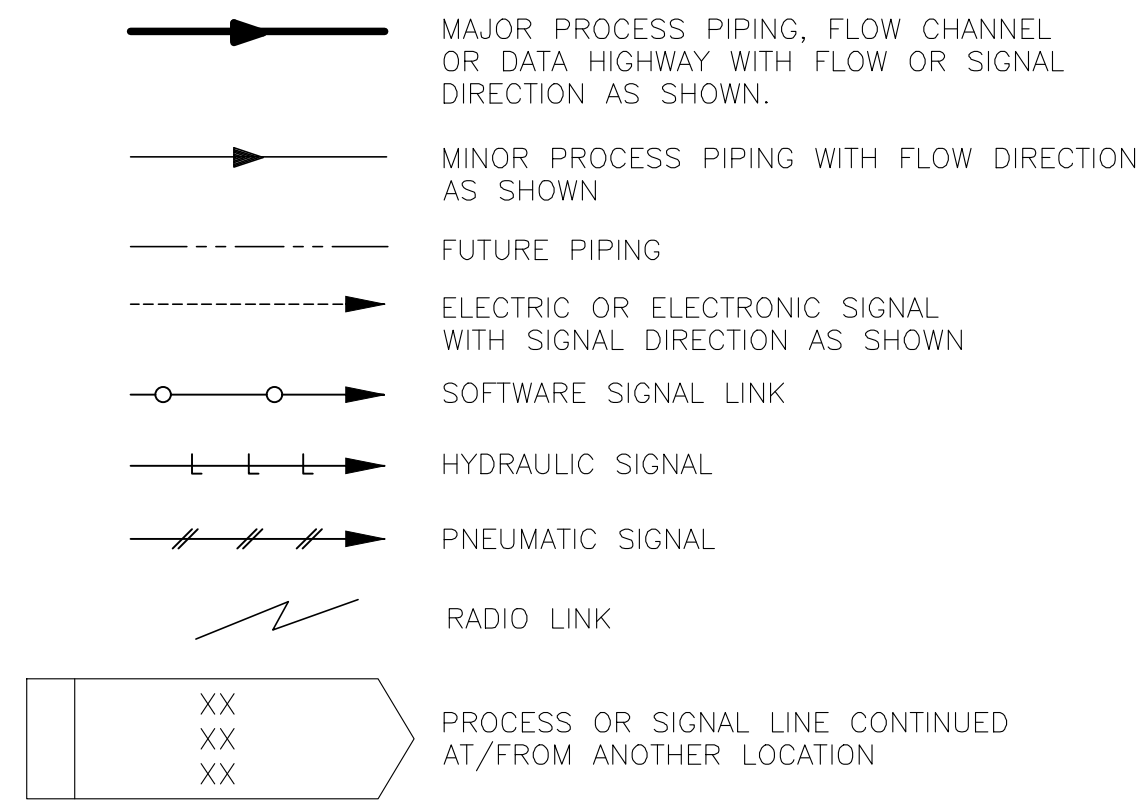 MAJOR PROCESS PIPING, FLOW CHANNEL
OR DATA HIGHWAY WITH FLOW OR SIGNAL
DIRECTION AS SHOWN.
MINOR PROCESS PIPING WITH FLOW DIRECTION
AS SHOWN
FUTURE PIPING
ELECTRIC OR ELECTRONIC SIGNAL
WITH SIGNAL DIRECTION AS SHOWN
SOFTWARE SIGNAL LINK
HYDRAULIC SIGNAL
PNEUMATIC SIGNAL
RADIO LINK
XX
XX
XX
PROCESS OR SIGNAL LINE CONTINUED
AT/FROM ANOTHER LOCATION